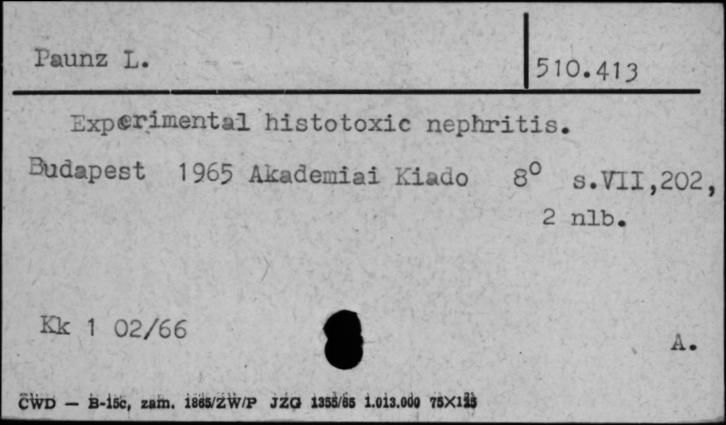 Paunz L.
510.413
Experimental histotoxic nephritis.
Budapest 1965 Akademiai Kiado 8° s.VII,202,
2 nlb.
Kk 1 02/66
A.
CWD — B-15c, zam. 1865/ZW/P JZG 1355/65 1.013.000 75X125